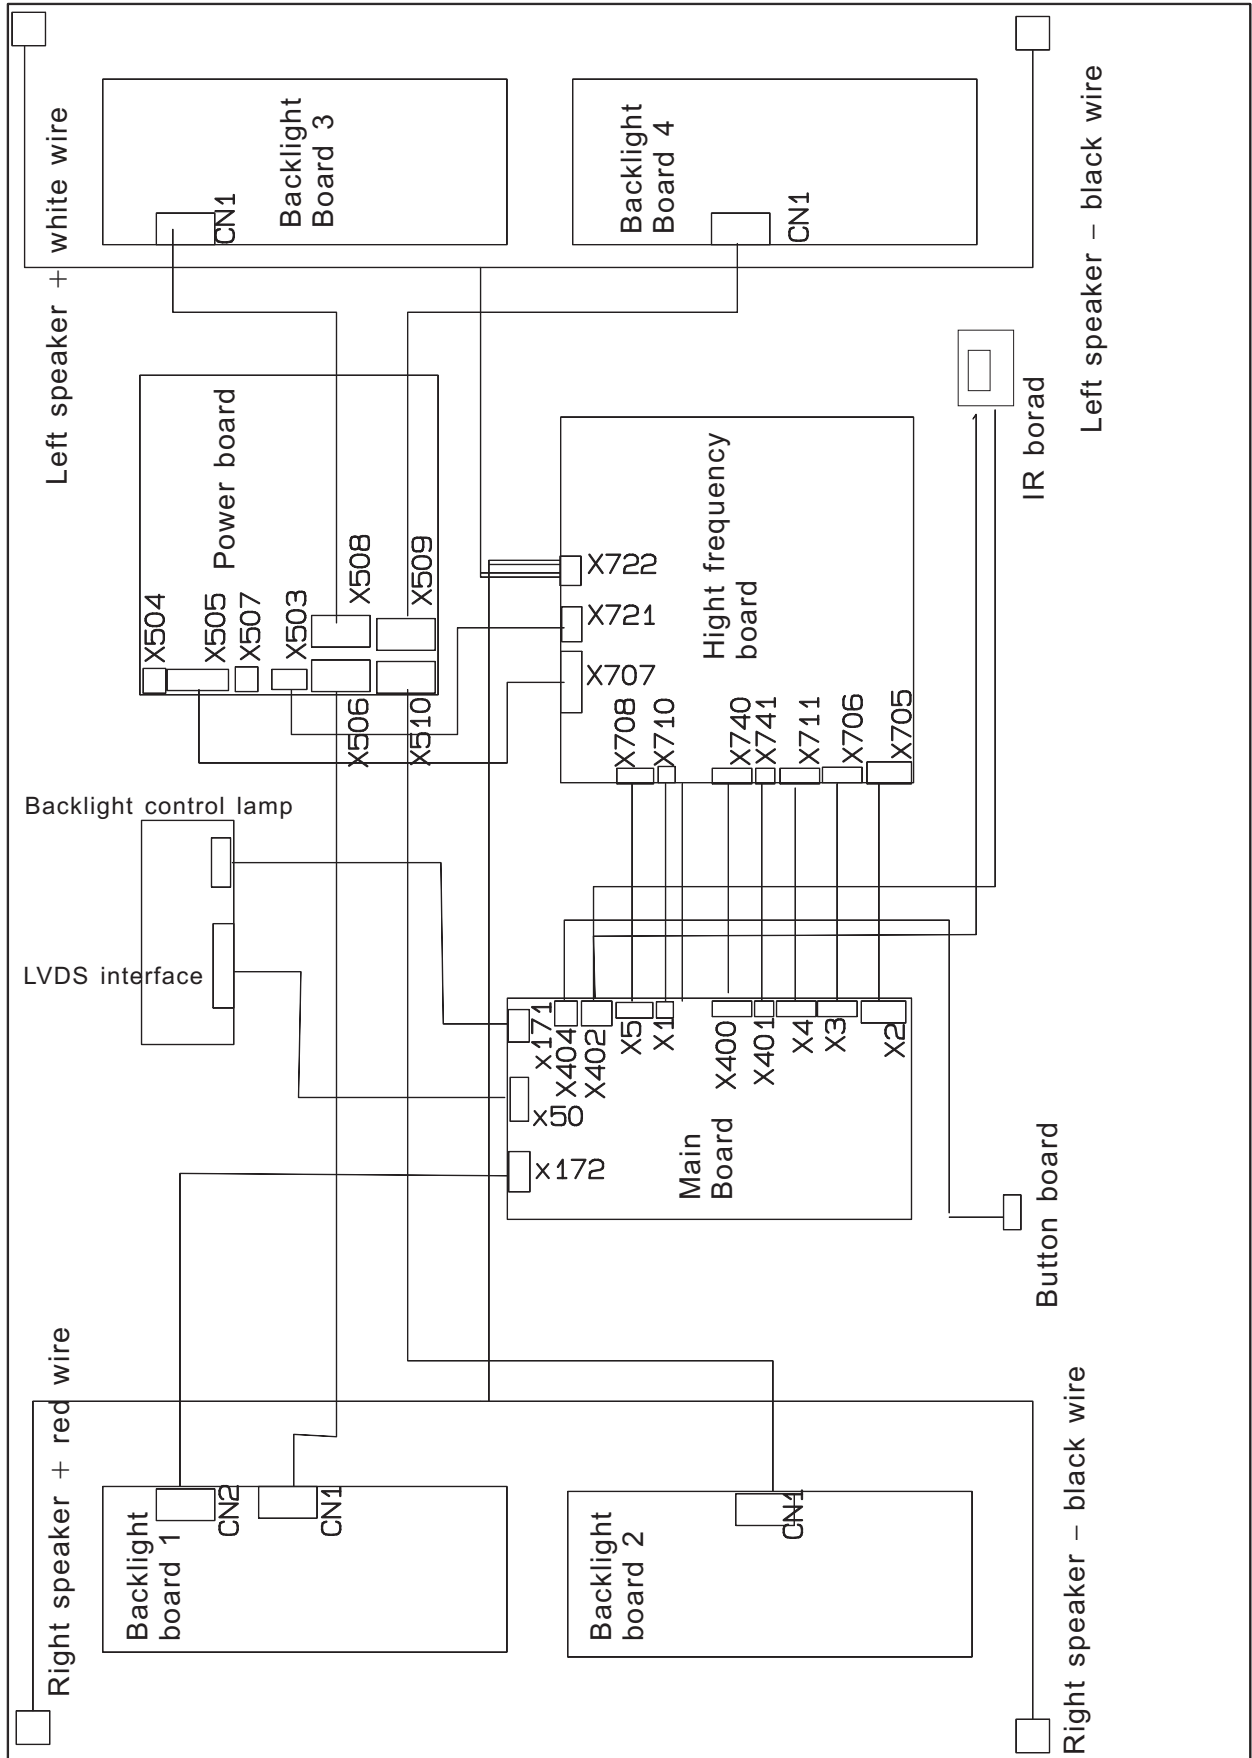 Left speaker + white wire
Backlight
Board 3
CN1
Backlight
Board 4
CN1
Left speaker – black wire
Power board
X504
X505
X507
X503
X508
X509
X506
X510
Hight frequency
board
X722
X721
X707
X708
X710
X740
X741
X711
X706
X705
IR borad
Backlight control lamp
LVDS interface
Main
Board
x171
X404
X402
X5
X1
X400
X401
X4
X3
X2
x50
x172
Button board
Right speaker + red wire
Backlight
board 1
CN2
CN1
Backlight
board 2
CN1
Right speaker – black wire